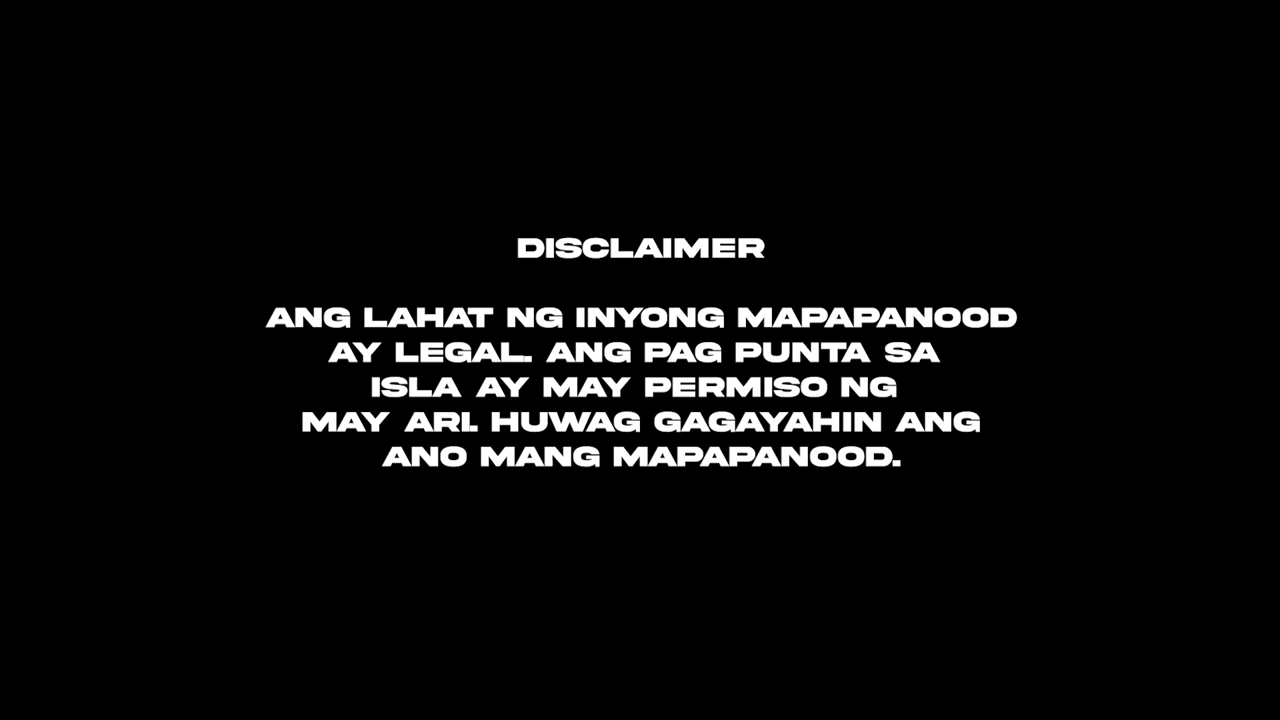 DISCLAIMER
ANG LAHAT NG INYONG MAPAPANOOD
AY LEGAL. ANG PAG PUNTA SA
ISLA AY MAY PERMISO NG
MAY ARI. HUWAG GAGAYAHIN ANG
ANO MANG MAPAPANOOD.